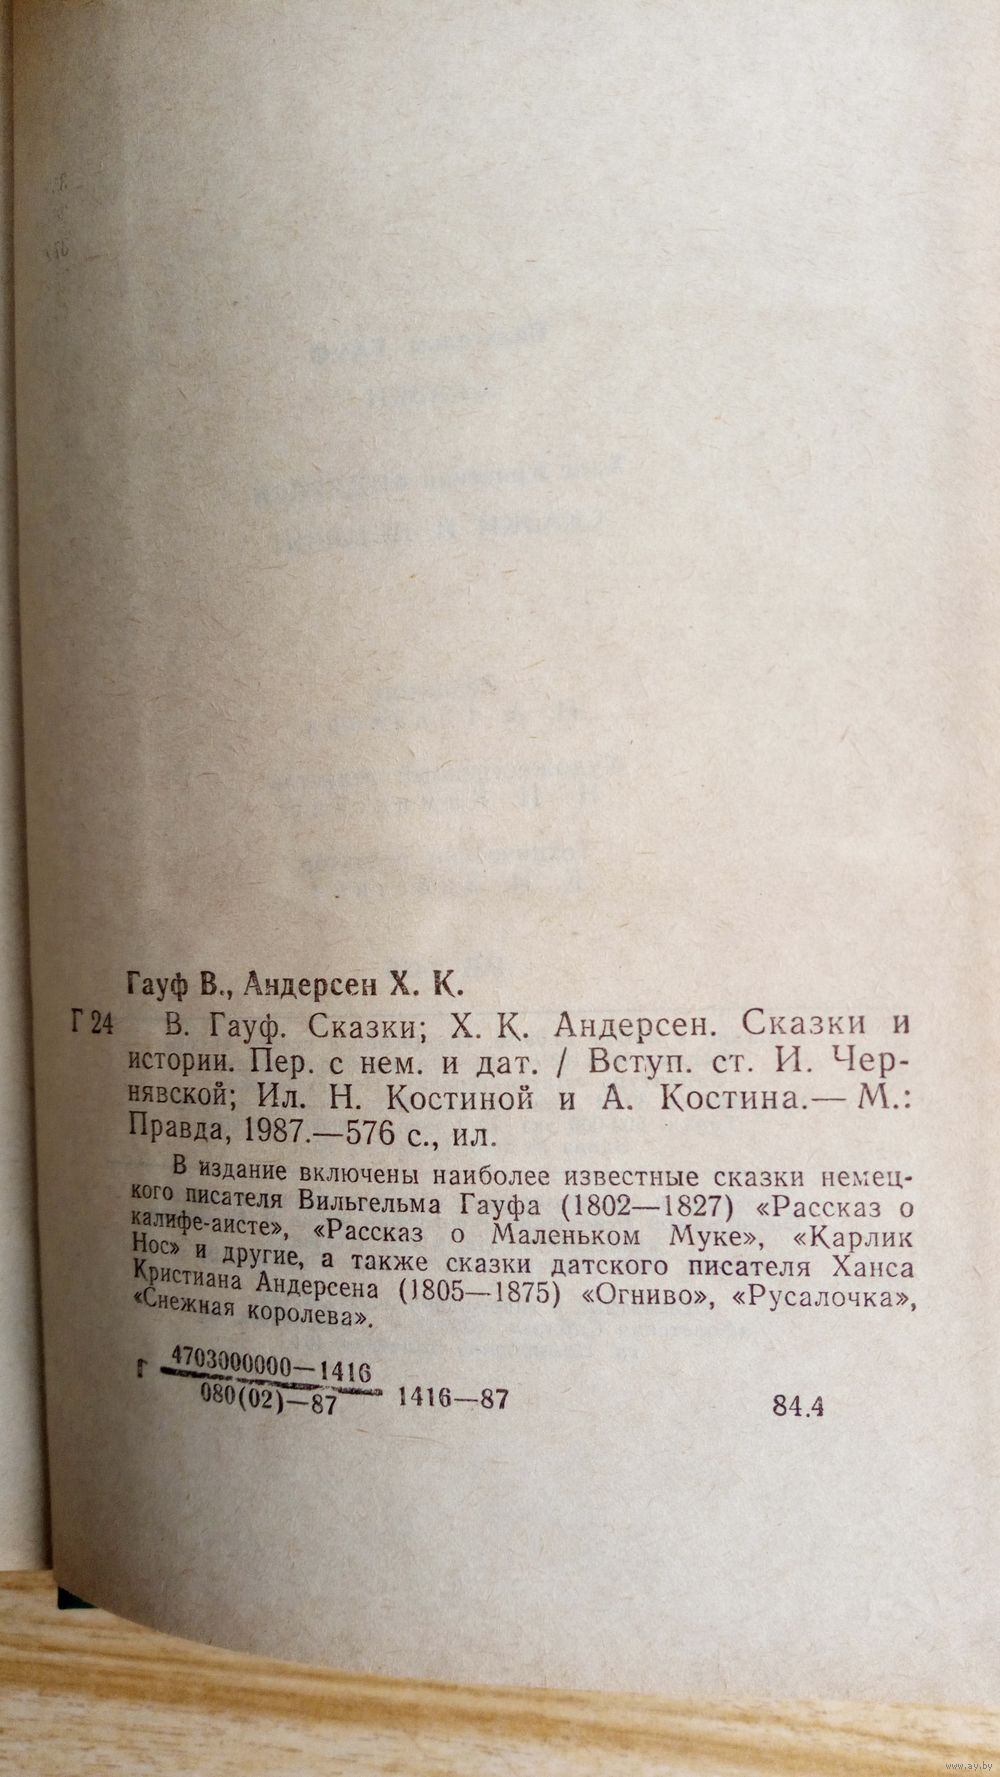 Гауф В., Андерсен Х. К.
Г 24 В. Гауф. Сказки; Х. К. Андерсен. Сказки и
истории. Пер. с нем. и дат. / Вступ. ст. И. Чер-
нявской; Ил. Н. Костиной и А. Костина.— М.:
Правда, 1987.—576 с., ил.
В издание включены наиболее известные сказки немец-
кого писателя Вильгельма Гауфа (1802—1827) «Рассказ о
калифе-аисте», «Рассказ о Маленьком Муке», «Карлик
Нос» и другие, а также сказки датского писателя Ханса
Кристиана Андерсена (1805—1875) «Огниво», «Русалочка»,
«Снежная королева».
Г 4703000000—1416
080(02)—87 1416—87 84.4
www.ay.by